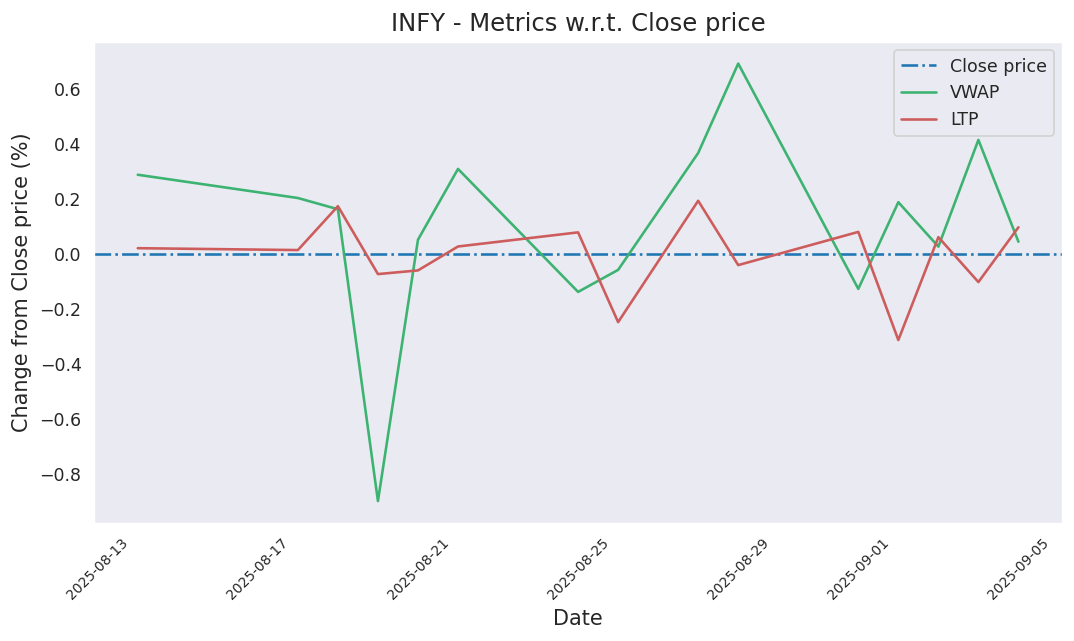 INFY - Metrics w.r.t. Close price
Close price
VWAP
LTP
Change from Close price (%)
0.6
0.4
0.2
0.0
−0.2
−0.4
−0.6
−0.8
2025-08-13
2025-08-17
2025-08-21
2025-08-25
2025-08-29
2025-09-01
2025-09-05
Date